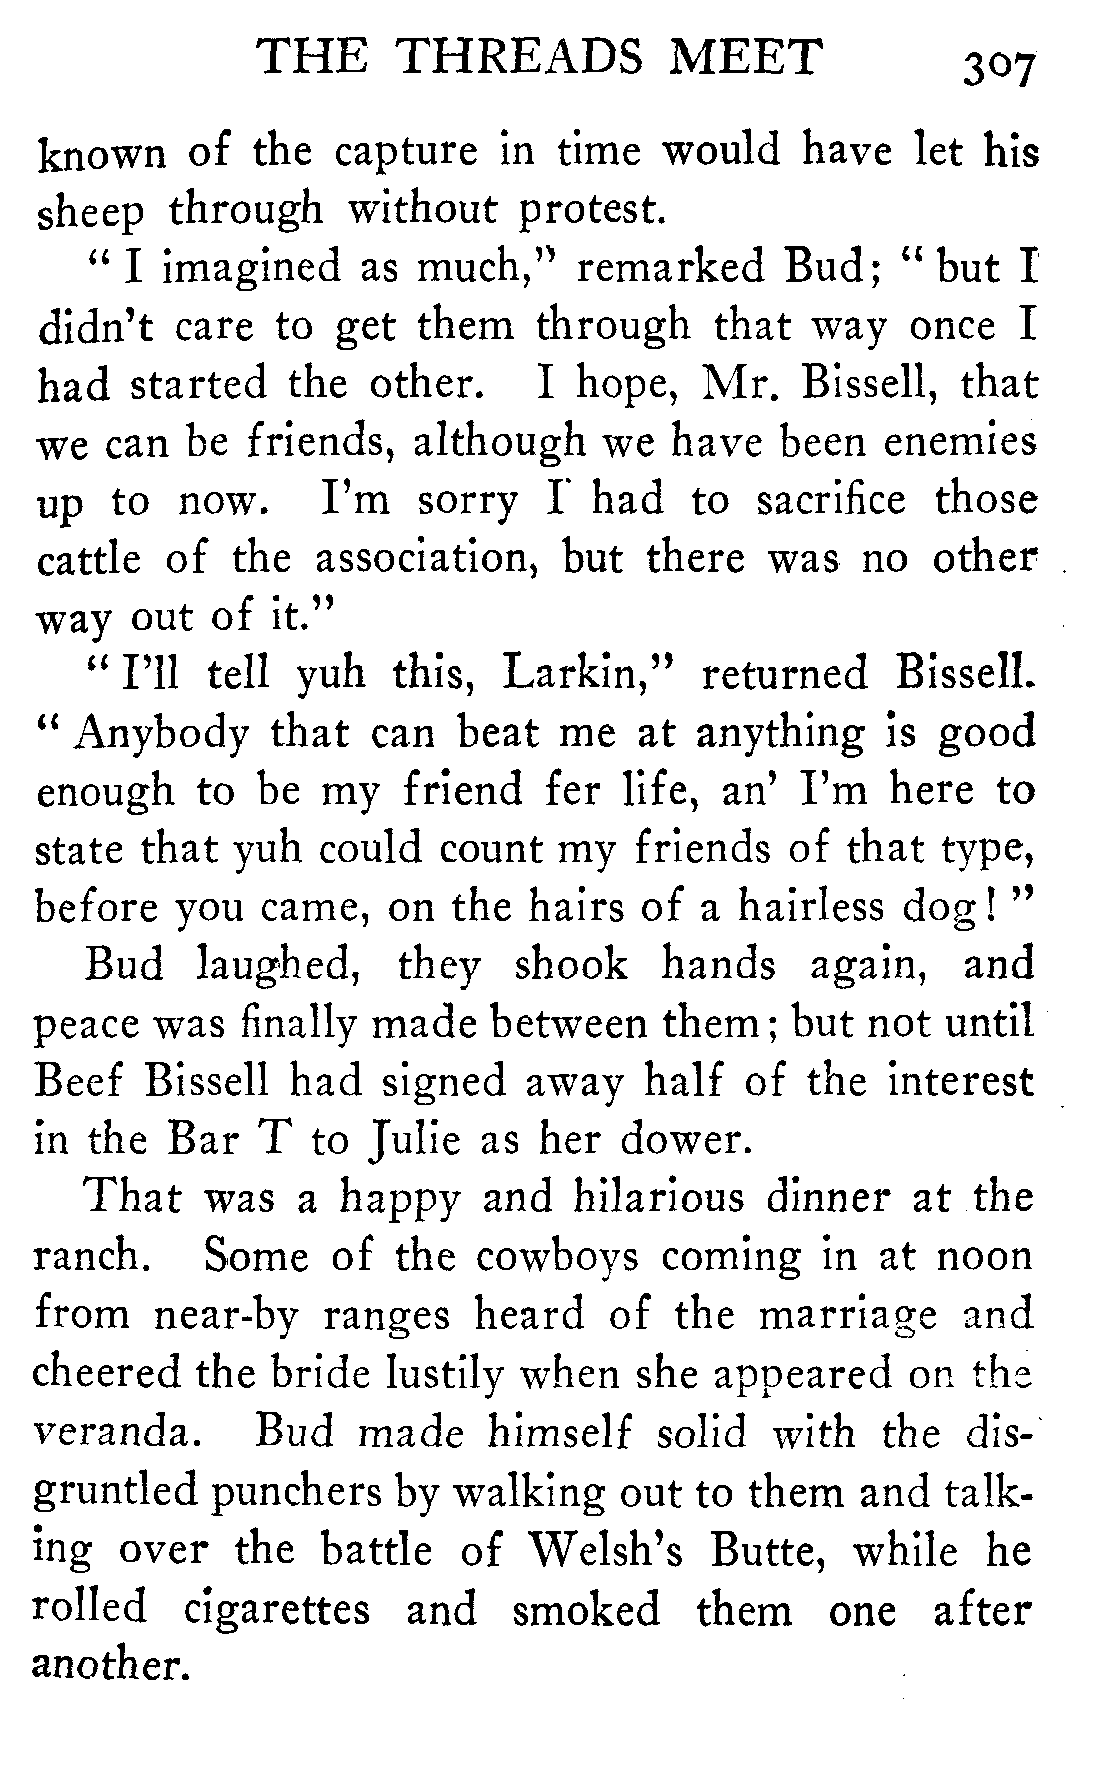 THE THREADS MEET 307
known of the capture in time would have let his
sheep through without protest.
“ I imagined as much,” remarked Bud; “ but I
didn’t care to get them through that way once I
had started the other. I hope, Mr. Bissell, that
we can be friends, although we have been enemies
up to now. I’m sorry I had to sacrifice those
cattle of the association, but there was no other
way out of it.”
“ I’ll tell yuh this, Larkin,” returned Bissell.
“ Anybody that can beat me at anything is good
enough to be my friend fer life, an’ I’m here to
state that yuh could count my friends of that type,
before you came, on the hairs of a hairless dog! ”
Bud laughed, they shook hands again, and
peace was finally made between them; but not until
Beef Bissell had signed away half of the interest
in the Bar T to Julie as her dower.
That was a happy and hilarious dinner at the
ranch. Some of the cowboys coming in at noon
from near-by ranges heard of the marriage and
cheered the bride lustily when she appeared on the
veranda. Bud made himself solid with the dis-
gruntled punchers by walking out to them and talk-
ing over the battle of Welsh’s Butte, while he
rolled cigarettes and smoked them one after
another.